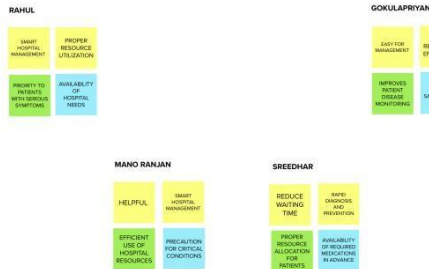 RAHUL
GOKULAPRIYAN
SMART
HOSPITAL
MANAGEMENT
PROPER
RESOURCE
UTILIZATION
EASY FOR
MANAGEMENT
PRIORTY TO
PATIENTS
WITH SERIOUS
SYMPTOMS
AVAILABILITY
OF
HOSPITAL
NEEDS
IMPROVES
PATIENT
DISEASE
MONITORING
MANO RANJAN
SREEDHAR
HELPFUL
SMART
HOSPITAL
MANAGEMENT
REDUCE
WAITING
TIME
RAPID
DIAGNOSIS
AND
PREVENTION
EFFICIENT
USE OF
HOSPITAL
RESOURCES
PRECAUTION
FOR CRITICAL
CONDITIONS
PROPER
RESOURCE
ALLOCATION
FOR
PATIENTS
AVAILABILITY
OF REQUIRED
MEDICATIONS
IN ADVANCE